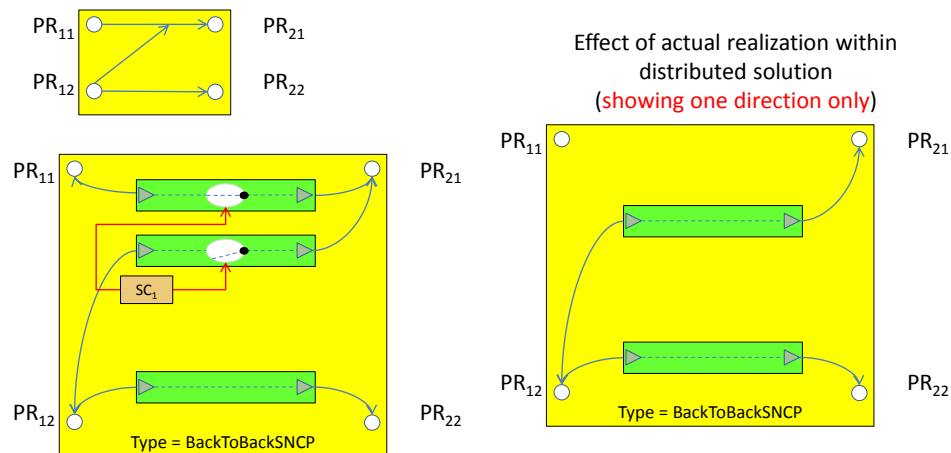 PR11
PR21
PR12
PR22
Effect of actual realization within
distributed solution
(showing one direction only)
PR11
PR21
SC1
PR12
PR22
Type = BackToBackSNCP
PR11
PR21
PR12
PR22
Type = BackToBackSNCP